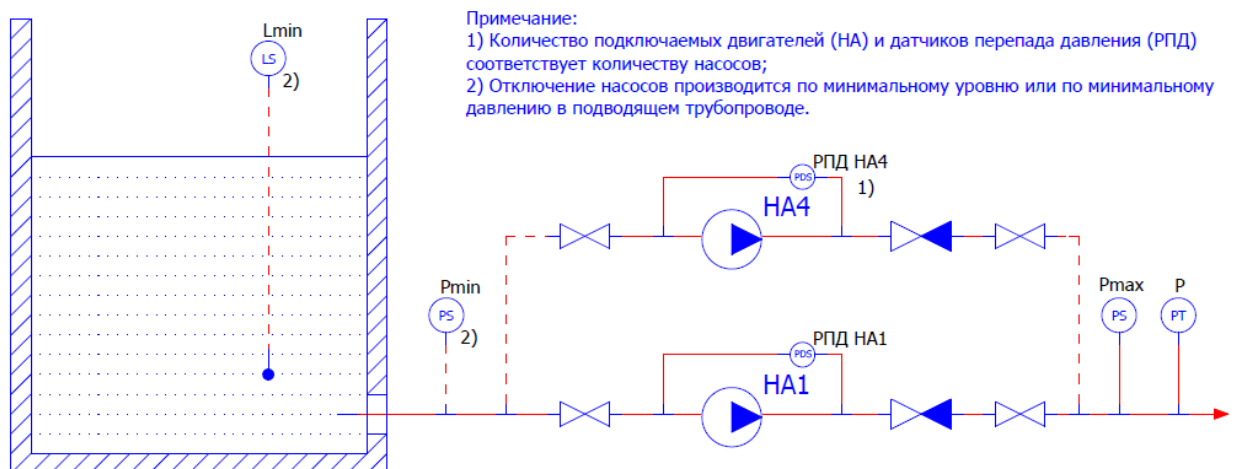 Примечание:
1) Количество подключаемых двигателей (НА) и датчиков перепада давления (РПД)
соответствует количеству насосов;
2) Отключение насосов производится по минимальному уровню или по минимальному
давлению в подводящем трубопроводе.
Lmin
LS
2)
РПД НА4
PDS
1)
НА4
Pmin
PS
2)
Pmax
PS
P
PT
РПД НА1
PDS
НА1